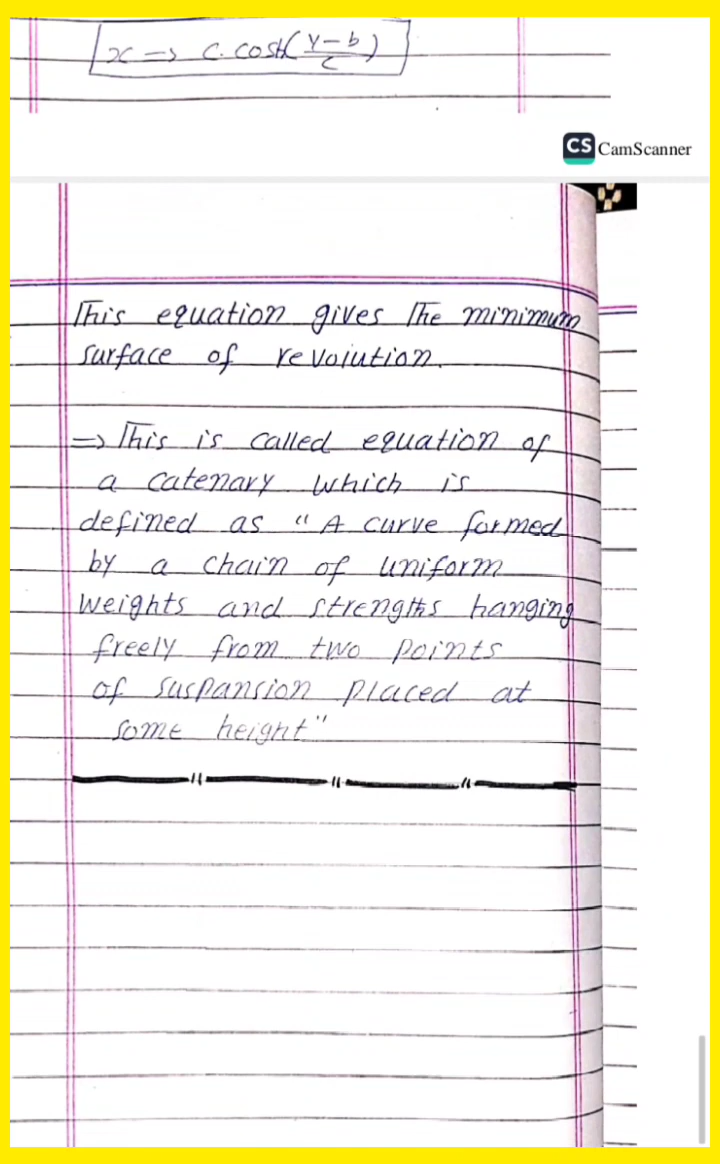 x => c. cosh(y-b/c)
CS CamScanner
This equation gives The minimum
surface of revolution.
=> This is called equation of
a catenary which is
defined as "A curve formed
by a chain of uniform
weights and strengths hanging
freely from two points
of suspansion placed at
some height"